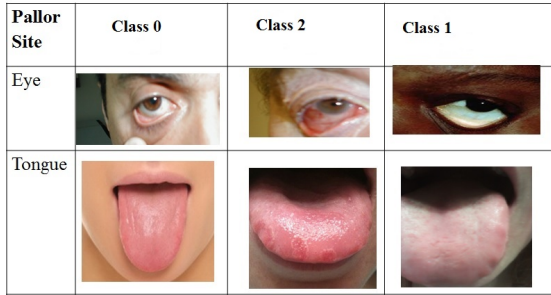 Pallor
Site
Class 0
Class 2
Class 1
Eye
Tongue